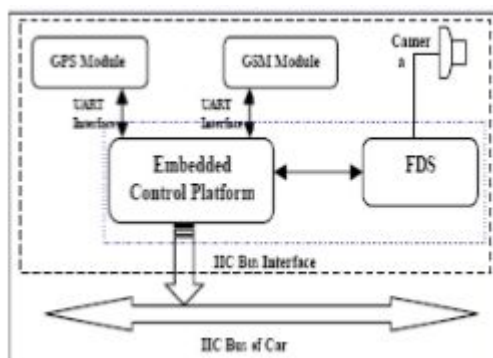 GPS Module
GSM Module
Camer
a
UART
Interface
UART
Interface
Embedded
Control Platform
FDS
IIC Bus Interface
IIC Bus of Car